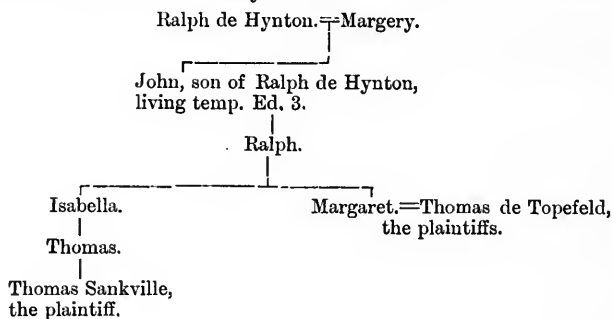 Ralph de Hynton.=Margery.
John, son of Ralph de Hynton,
living temp. Ed. 3.
Ralph.
Isabella.
Margaret.=Thomas de Topefeld,
the plaintiffs.
Thomas.
Thomas Sankville,
the plaintiff.